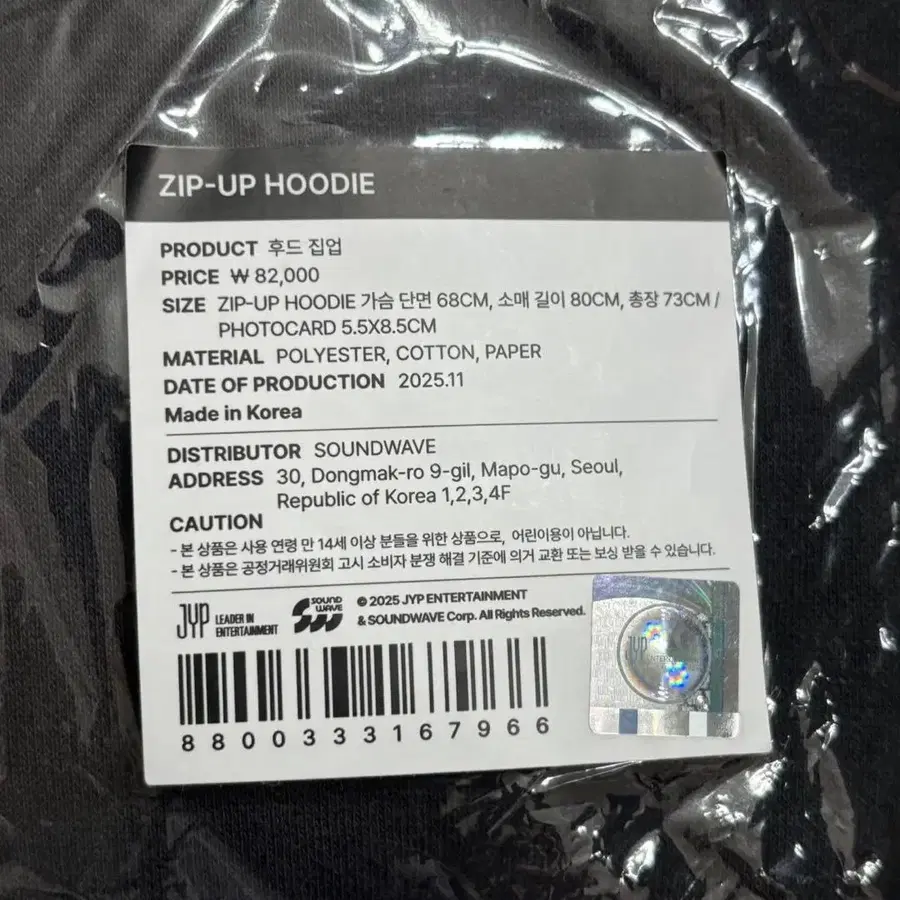 ZIP-UP HOODIE
PRODUCT 후드 집업
PRICE ₩ 82,000
SIZE ZIP-UP HOODIE 가슴 단면 68CM, 소매 길이 80CM, 총장 73CM /
PHOTOCARD 5.5X8.5CM
MATERIAL POLYESTER, COTTON, PAPER
DATE OF PRODUCTION 2025.11
Made in Korea
DISTRIBUTOR SOUNDWAVE
ADDRESS 30, Dongmak-ro 9-gil, Mapo-gu, Seoul,
Republic of Korea 1,2,3,4F
CAUTION
- 본 상품은 사용 연령 만 14세 이상 분들을 위한 상품으로, 어린이용이 아닙니다.
- 본 상품은 공정거래위원회 고시 소비자 분쟁 해결 기준에 의거 교환 또는 보상 받을 수 있습니다.
JYP LEADER IN
ENTERTAINMENT
SOUND
WAVE
© 2025 JYP ENTERTAINMENT
& SOUNDWAVE Corp. All Rights Reserved.
JYP
8800333167966